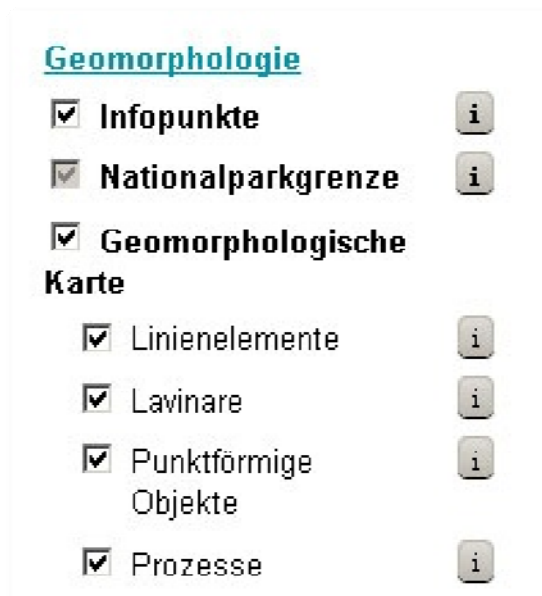 Geomorphologie
Infopunkte i
Nationalparkgrenze i
Geomorphologische
Karte
Linienelemente i
Lavinare i
Punktförmige i
Objekte
Prozesse i